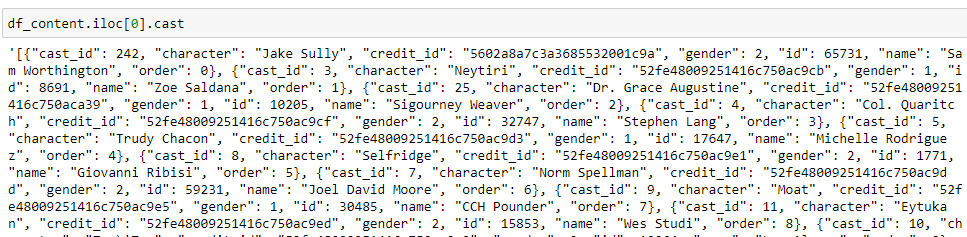 df_content.iloc[0].cast
'[{"cast_id": 242, "character": "Jake Sully", "credit_id": "5602a8a7c3a3685532001c9a", "gender": 2, "id": 65731, "name": "Sa
m Worthington", "order": 0}, {"cast_id": 3, "character": "Neytiri", "credit_id": "52fe48009251416c750ac9cb", "gender": 1, "i
d": 8691, "name": "Zoe Saldana", "order": 1}, {"cast_id": 25, "character": "Dr. Grace Augustine", "credit_id": "52fe48009251
416c750aca39", "gender": 1, "id": 10205, "name": "Sigourney Weaver", "order": 2}, {"cast_id": 4, "character": "Col. Quaritc
h", "credit_id": "52fe48009251416c750ac9cf", "gender": 2, "id": 32747, "name": "Stephen Lang", "order": 3}, {"cast_id": 5,
"character": "Trudy Chacon", "credit_id": "52fe48009251416c750ac9d3", "gender": 1, "id": 17647, "name": "Michelle Rodrigue
z", "order": 4}, {"cast_id": 8, "character": "Selfridge", "credit_id": "52fe48009251416c750ac9e1", "gender": 2, "id": 1771,
"name": "Giovanni Ribisi", "order": 5}, {"cast_id": 7, "character": "Norm Spellman", "credit_id": "52fe48009251416c750ac9d
d", "gender": 2, "id": 59231, "name": "Joel David Moore", "order": 6}, {"cast_id": 9, "character": "Moat", "credit_id": "52f
e48009251416c750ac9e5", "gender": 1, "id": 30485, "name": "CCH Pounder", "order": 7}, {"cast_id": 11, "character": "Eytuka
n", "credit_id": "52fe48009251416c750ac9ed", "gender": 2, "id": 15853, "name": "Wes Studi", "order": 8}, {"cast_id": 10, "ch